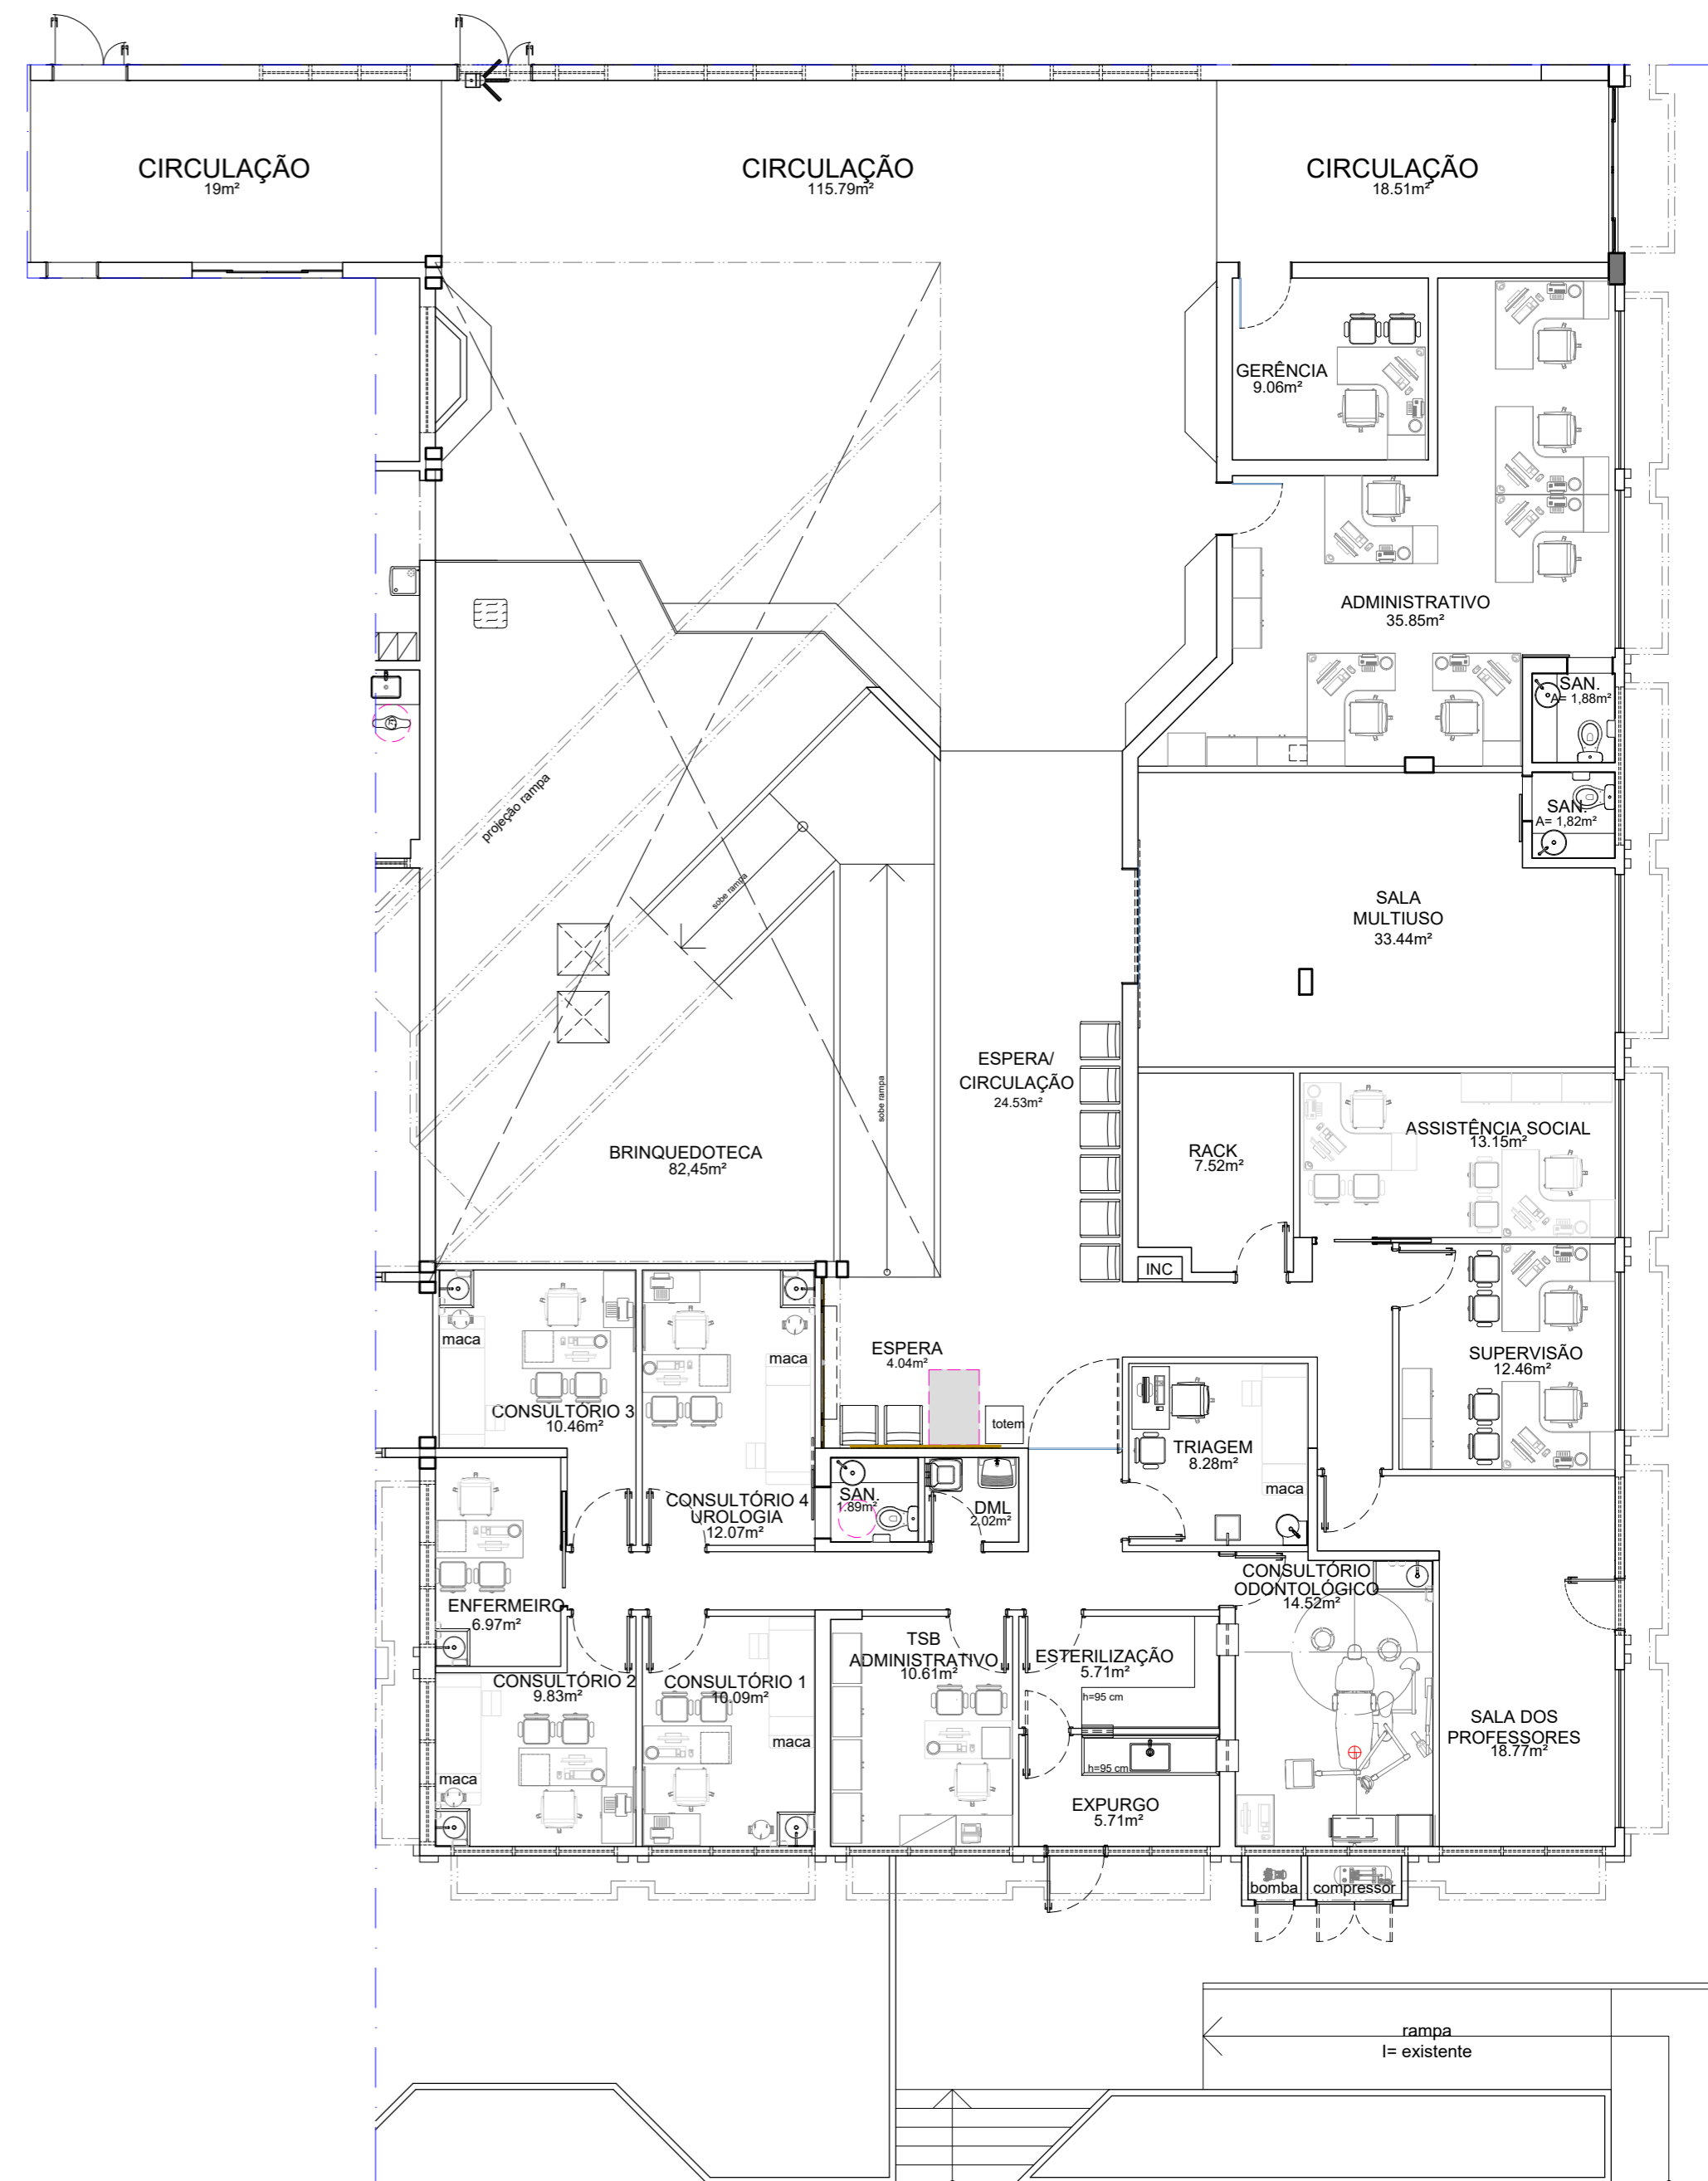 CIRCULAÇÃO
19m²
CIRCULAÇÃO
115.79m²
CIRCULAÇÃO
18.51m²
GERÊNCIA
9.06m²
ADMINISTRATIVO
35.85m²
SAN.
A= 1,88m²
SAN.
A= 1,82m²
projeção rampa
sobe rampa
SALA
MULTIUSO
33.44m²
ESPERA/
CIRCULAÇÃO
24.53m²
sobe rampa
BRINQUEDOTECA
82,45m²
RACK
7.52m²
ASSISTÊNCIA SOCIAL
13.15m²
INC
maca
maca
ESPERA
4.04m²
SUPERVISÃO
12.46m²
CONSULTÓRIO 3
10.46m²
totem
TRIAGEM
8.28m²
maca
CONSULTÓRIO 4
UROLOGIA
12.07m²
SAN.
1.89m²
DML
2.02m²
CONSULTÓRIO
ODONTOLÓGICO
14.52m²
ENFERMEIRO
6.97m²
TSB
ADMINISTRATIVO
10.61m²
ESTERILIZAÇÃO
5.71m²
CONSULTÓRIO 2
9.83m²
CONSULTÓRIO 1
10.09m²
h=95 cm
SALA DOS
PROFESSORES
18.77m²
maca
maca
h=95 cm
EXPURGO
5.71m²
bomba
compressor
rampa
I= existente